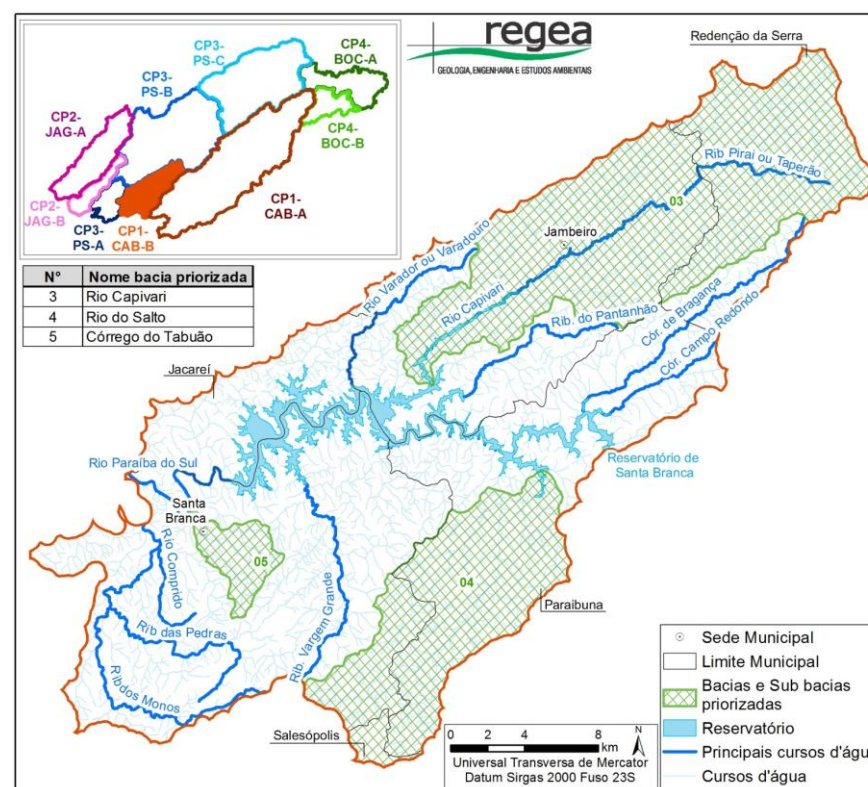 CP3-
PS-C
CP4-
BOC-A
CP3-
PS-B
CP2-
JAG-A
CP4-
BOC-B
CP1-
CAB-A
CP2-
JAG-B
CP3-
PS-A
CP1-
CAB-B
regea
GEOLOGIA, ENGENHARIA E ESTUDOS AMBIENTAIS
Redenção da Serra
N° Nome bacia priorizada
3 Rio Capivari
4 Rio do Salto
5 Córrego do Tabuão
Rib Pirai ou Taperão
03
Jambeiro
Rio Varador ou Varadouro
Rio Capivari
Rib. do Pantanhão
Cór. de Bragança
Cór. Campo Redondo
Jacareí
Reservatório de
Santa Branca
Rio Paraíba do Sul
Santa
Branca
Rio Comprido
05
04
Rib. Vargem Grande
Paraibuna
Rib das Pedras
Rib dos Monos
Salesópolis
0 2 4 8
km
N
Universal Transversa de Mercator
Datum Sirgas 2000 Fuso 23S
Sede Municipal
Limite Municipal
Bacias e Sub bacias
priorizadas
Reservatório
Principais cursos d'águ
Cursos d'água